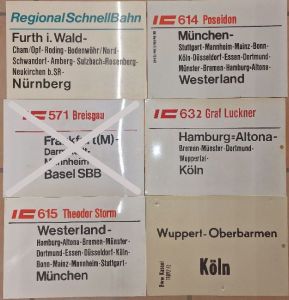 RegionalSchnellBahn
Furth i. Wald-
Cham/Opf.-Roding-Bodenwöhr/Nord-
Schwandorf-Amberg-Sulzbach-Rosenberg-
Neukirchen b.SR-
Nürnberg
IC 614 Poseidon
München-
Stuttgart-Mannheim-Mainz-Bonn-
Köln-Düsseldorf-Essen-Dortmund-
Münster-Bremen-Hamburg-Altona-
Westerland
IC 571 Breisgau
Frankfurt(M)-
Mannheim-
Basel SBB
IC 632 Graf Luckner
Hamburg=Altona-
Bremen-Münster-Dortmund-
Wuppertal-
Köln
IC 615 Theodor Storm
Westerland-
Hamburg-Altona-Bremen-Münster-
Dortmund-Essen-Düsseldorf-Köln-
Bonn-Mainz-Mannheim-Stuttgart-
München
Wuppert-Oberbarmen
Köln